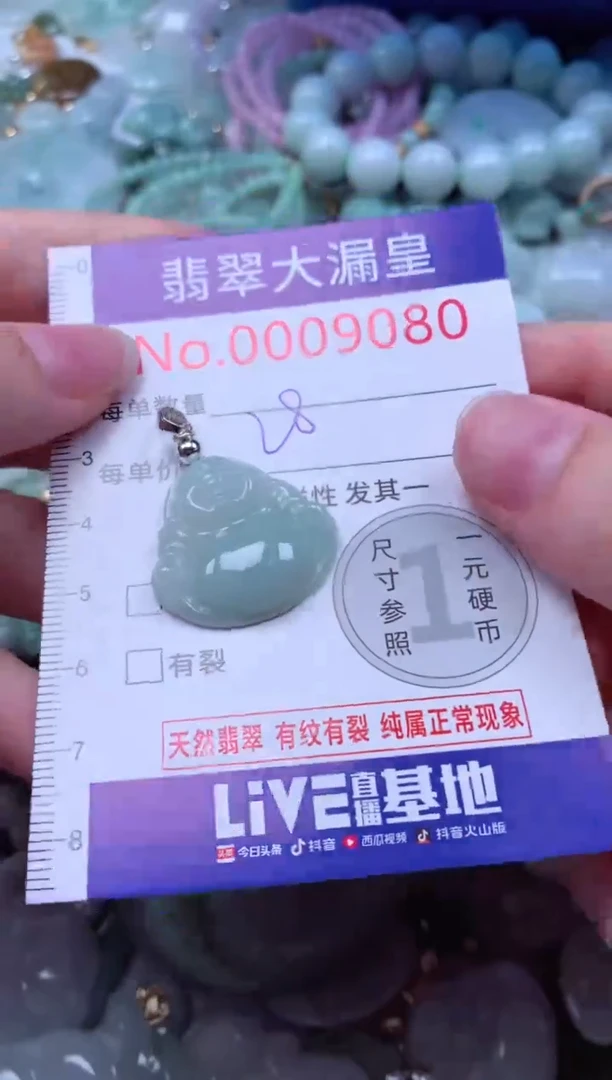 翡翠大漏皇
No.0009080
每单数量 28
每单价
性 发其一
有裂
尺寸参照
1
一元硬币
天然翡翠 有纹有裂 纯属正常现象
LiVE直播基地
头条 今日头条 抖音 西瓜视频 抖音火山版
0
3
4
5
6
7
8